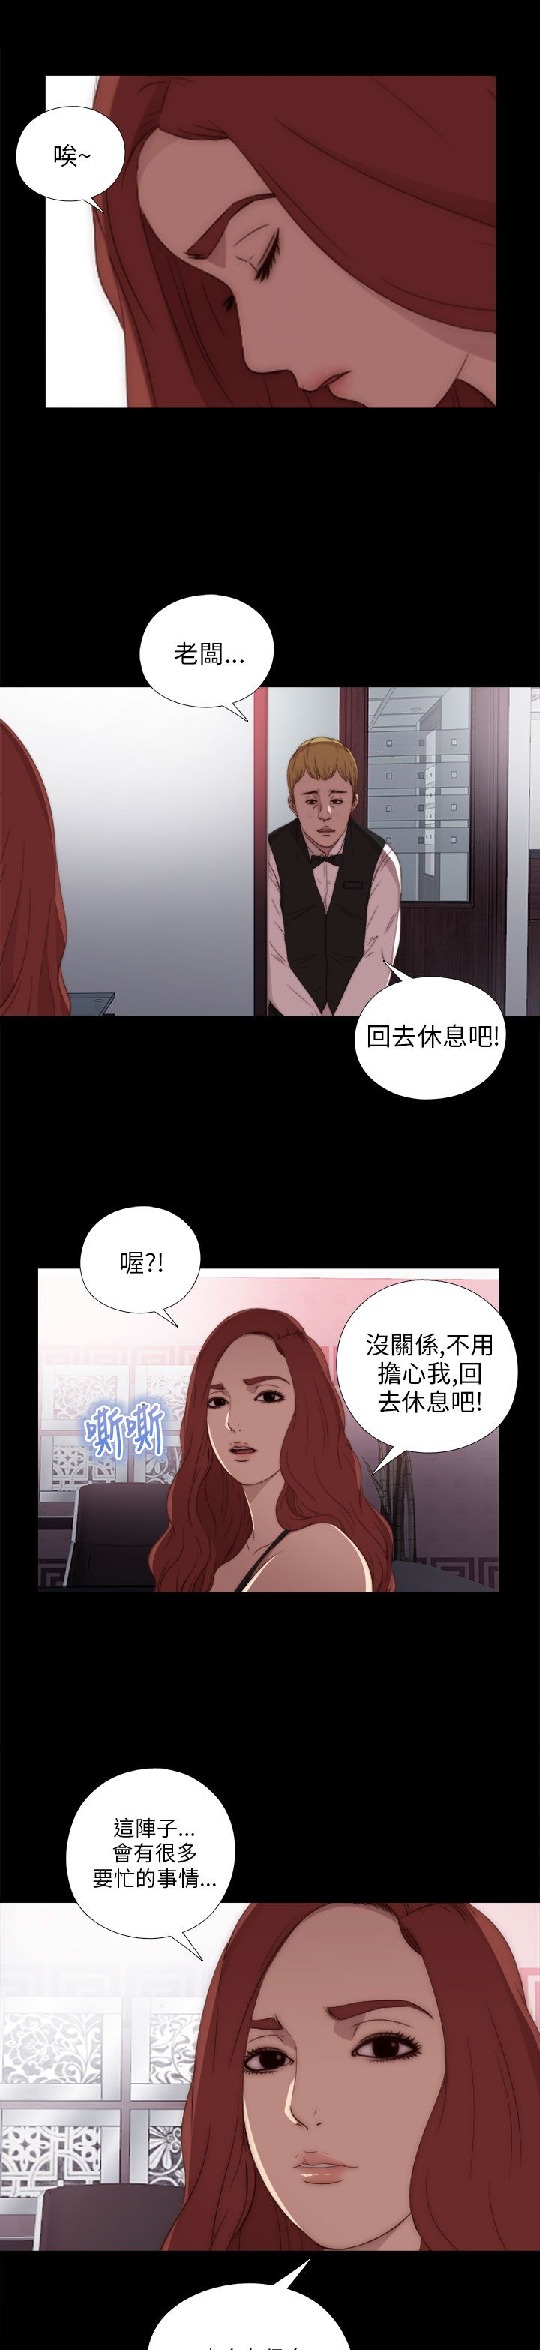 唉~
老闆...
回去休息吧!
喔?!
沒關係,不用
擔心我,回
去休息吧!
嘶嘶
這陣子...
會有很多
要忙的事情...